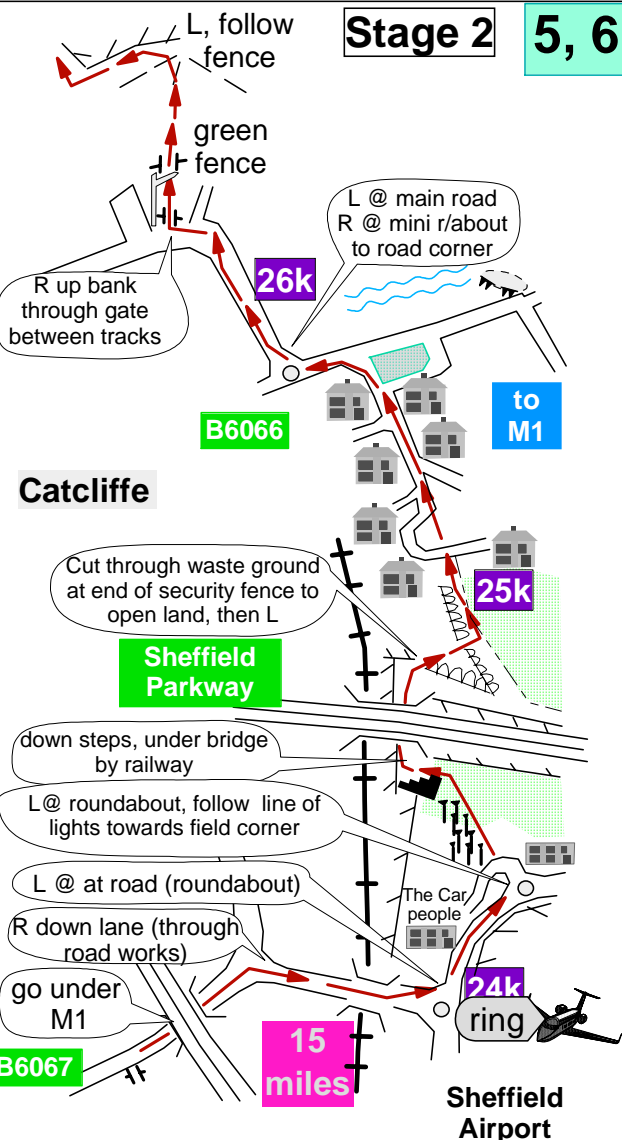 L, follow
fence
Stage 2
5, 6
green
fence
L @ main road
R @ mini r/about
to road corner
26k
R up bank
through gate
between tracks
to
M1
B6066
Catcliffe
Cut through waste ground
at end of security fence to
open land, then L
25k
Sheffield
Parkway
down steps, under bridge
by railway
L@ roundabout, follow line of
lights towards field corner
L @ at road (roundabout)
The Car
people
R down lane (through
road works)
go under
M1
24k
ring
15
miles
B6067
Sheffield
Airport